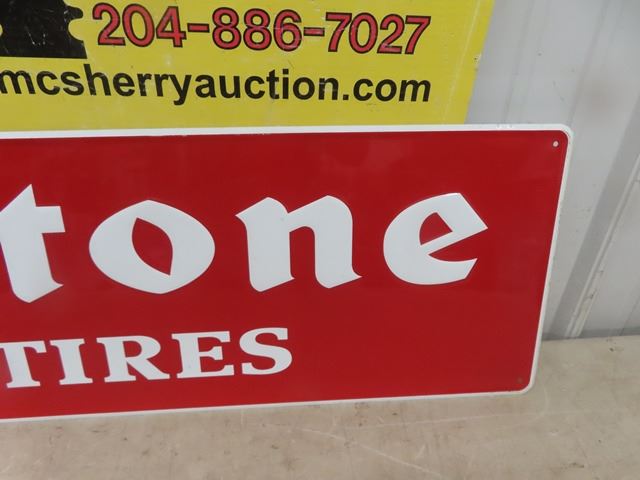 204-886-7027
mcsherryauction.com
tone
TIRES